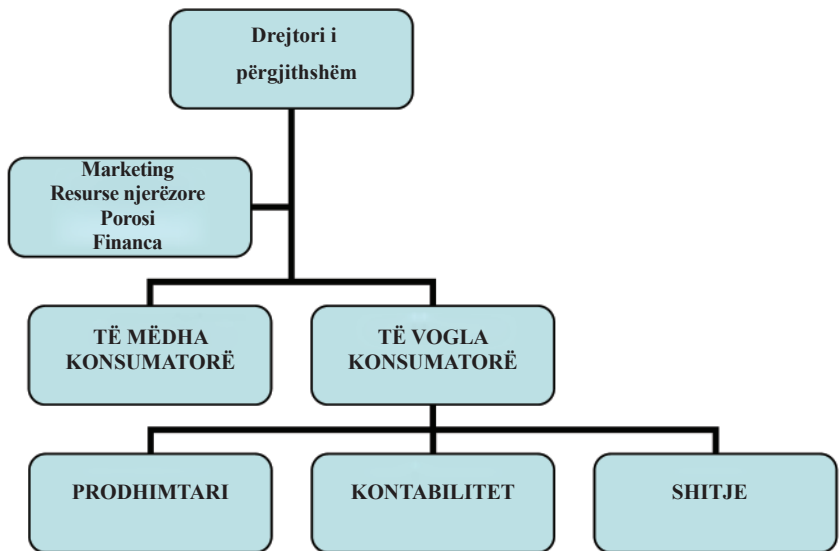 Drejtori i
përgjithshëm
Marketing
Resurse njerëzore
Porosi
Financa
TË MËDHA
KONSUMATORË
TË VOGLA
KONSUMATORË
PRODHIMTARI
KONTABILITET
SHITJE